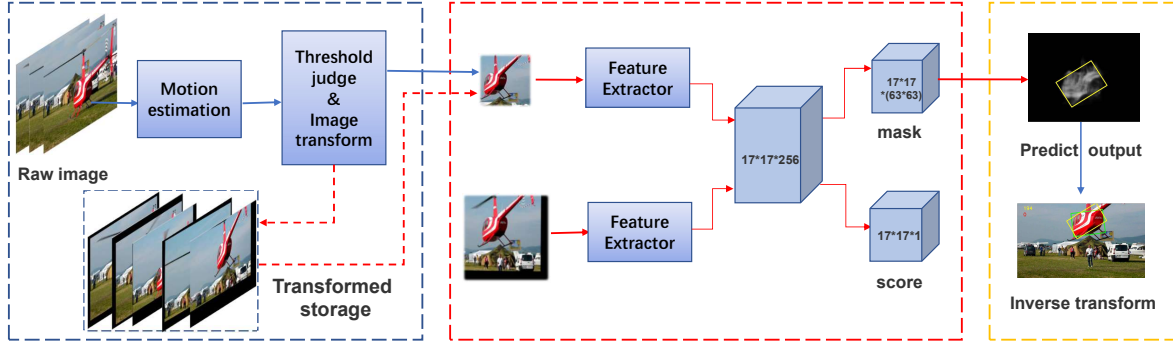 Raw image
Motion
estimation
Threshold
judge
&
Image
transform
Transformed
storage
Feature
Extractor
Feature
Extractor
17*17*256
17*17
*(63*63)
mask
17*17*1
score
Predict output
Inverse transform